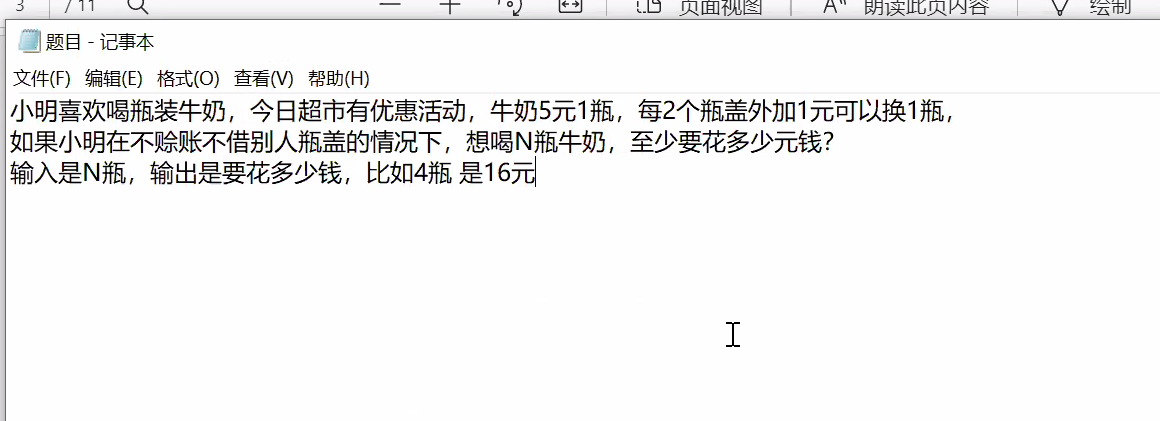 3 / 11 页面视图 朗读此页内容 绘制
题目 - 记事本
文件(F) 编辑(E) 格式(O) 查看(V) 帮助(H)
小明喜欢喝瓶装牛奶，今日超市有优惠活动，牛奶5元1瓶，每2个瓶盖外加1元可以换1瓶，
如果小明在不赊账不借别人瓶盖的情况下，想喝N瓶牛奶，至少要花多少元钱？
输入是N瓶，输出是要花多少钱，比如4瓶 是16元